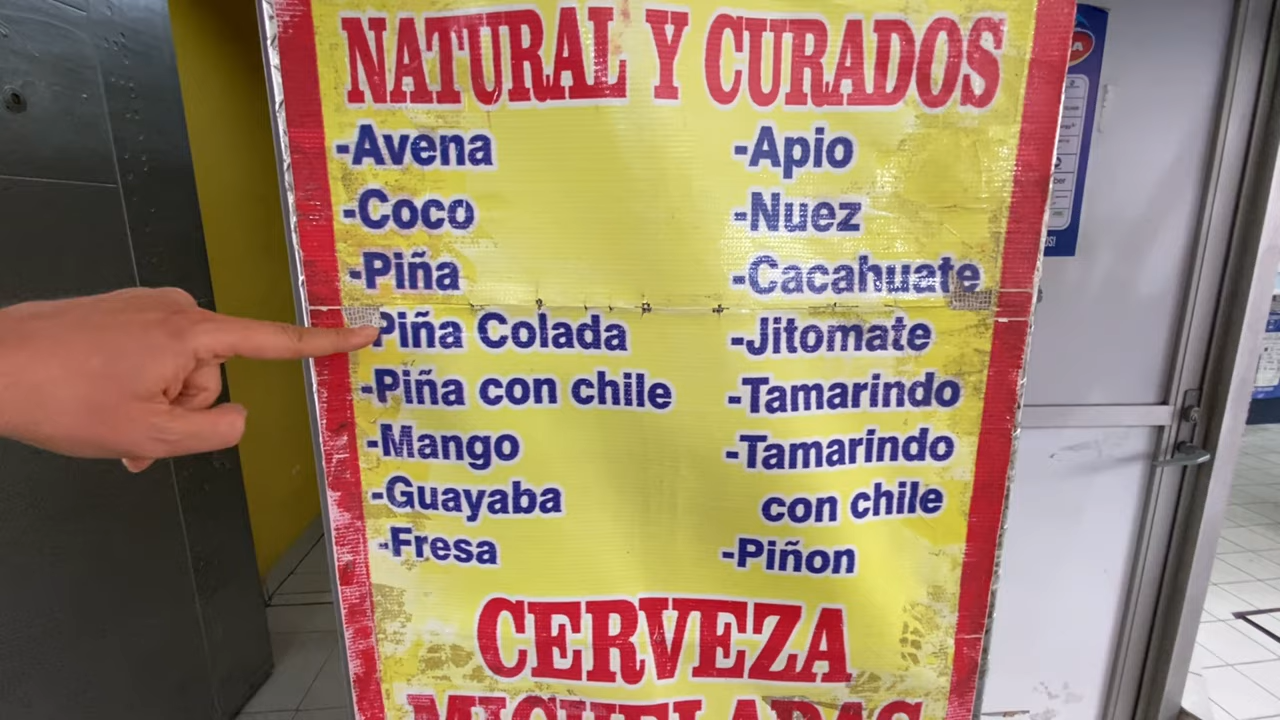 NATURAL Y CURADOS
-Avena
-Coco
-Piña
Piña Colada
-Piña con chile
-Mango
-Guayaba
-Fresa
-Apio
-Nuez
-Cacahuate
-Jitomate
-Tamarindo
-Tamarindo
con chile
-Piñon
CERVEZA
MICHELADAS